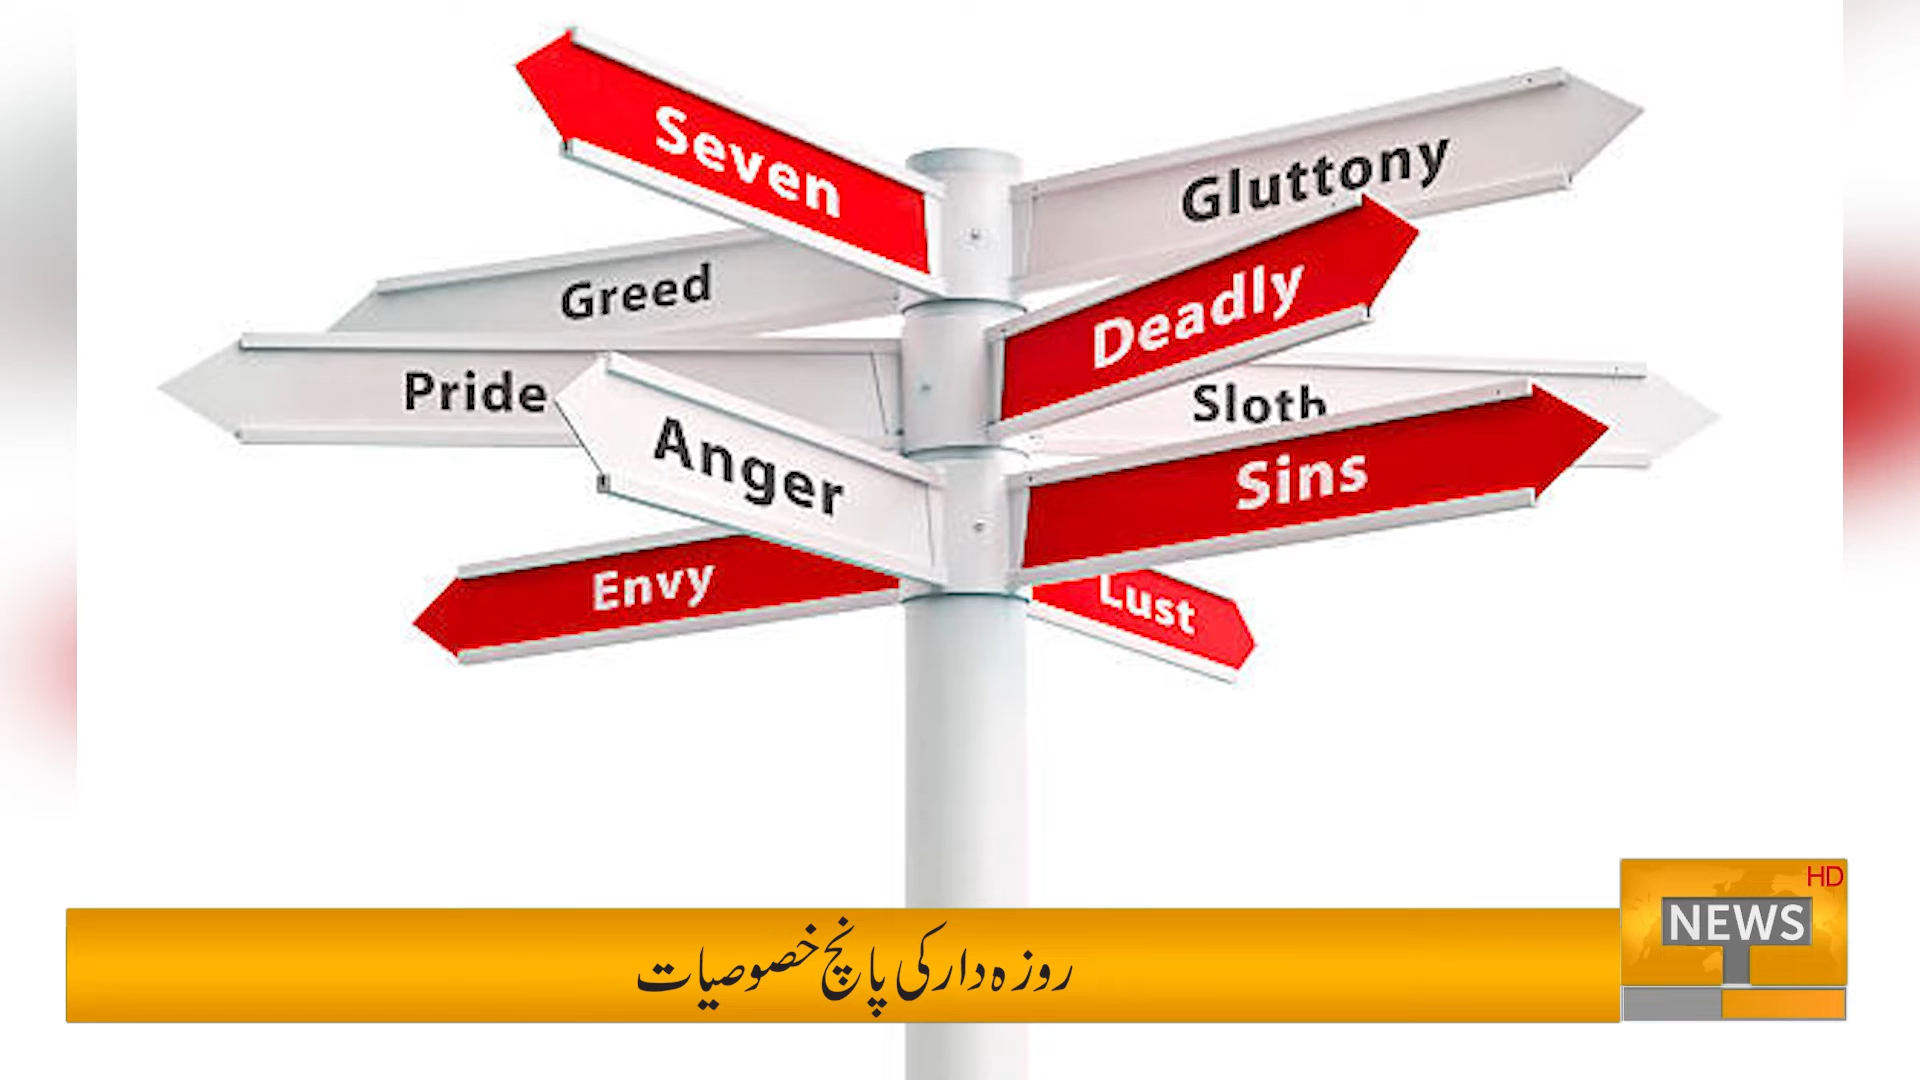 Seven
Gluttony
Greed
Deadly
Pride
Sloth
Anger
Sins
Envy
Lust
روزہ دار کی پانچ خصوصیات
HD
NEWS